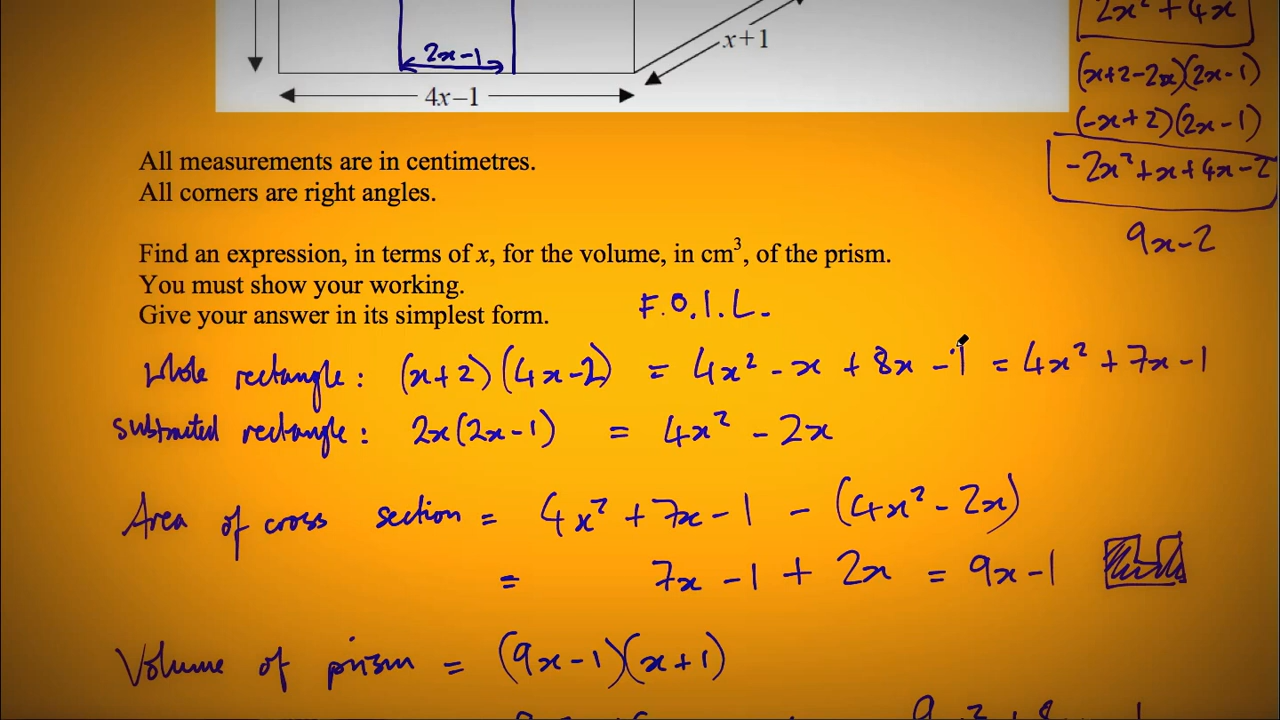 2x² + 4x
2x-1
x+1
(x+2-2x)(2x-1)
4x–1
(-x+2)(2x-1)
All measurements are in centimetres.
-2x²+x+4x-2
All corners are right angles.
9x-2
Find an expression, in terms of x, for the volume, in cm³, of the prism.
You must show your working.
Give your answer in its simplest form.
F.O.I.L.
Whole rectangle: (x+2)(4x-2) = 4x² - x + 8x - 1 = 4x² + 7x - 1
Subtracted rectangle: 2x(2x-1) = 4x² - 2x
Area of cross section = 4x² + 7x - 1 - (4x² - 2x)
= 7x - 1 + 2x = 9x-1
Volume of prism = (9x-1)(x+1)